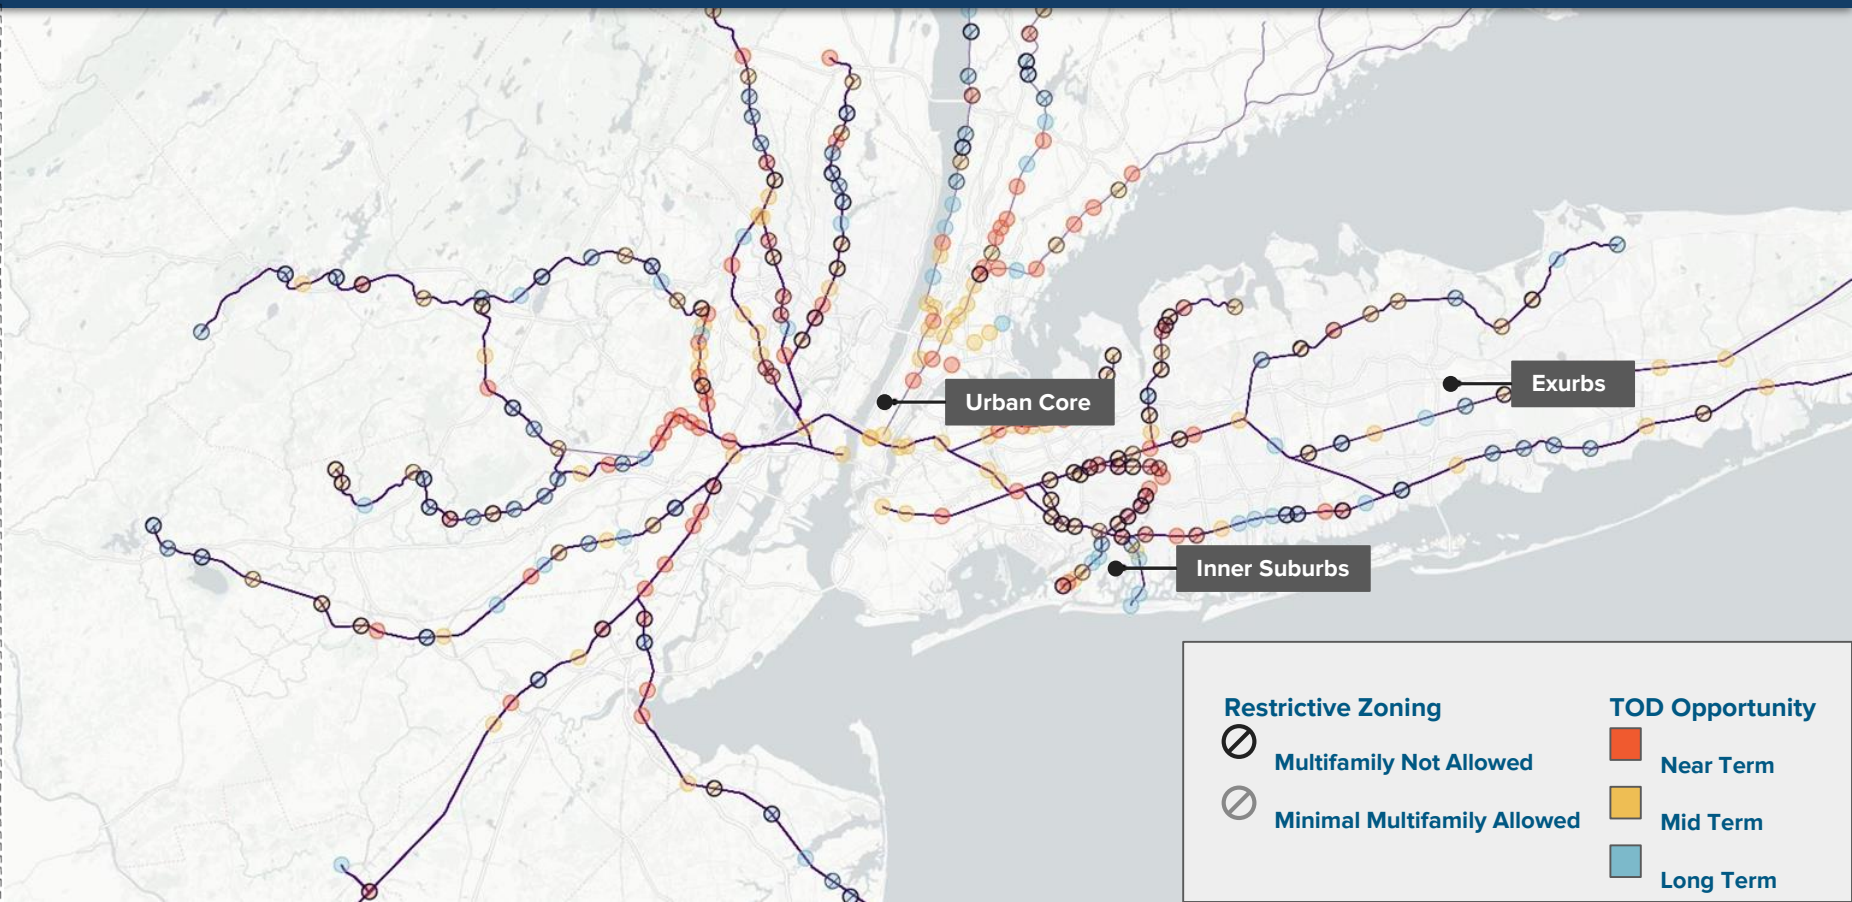 Urban Core
Exurbs
Inner Suburbs
Restrictive Zoning
Multifamily Not Allowed
Minimal Multifamily Allowed
TOD Opportunity
Near Term
Mid Term
Long Term